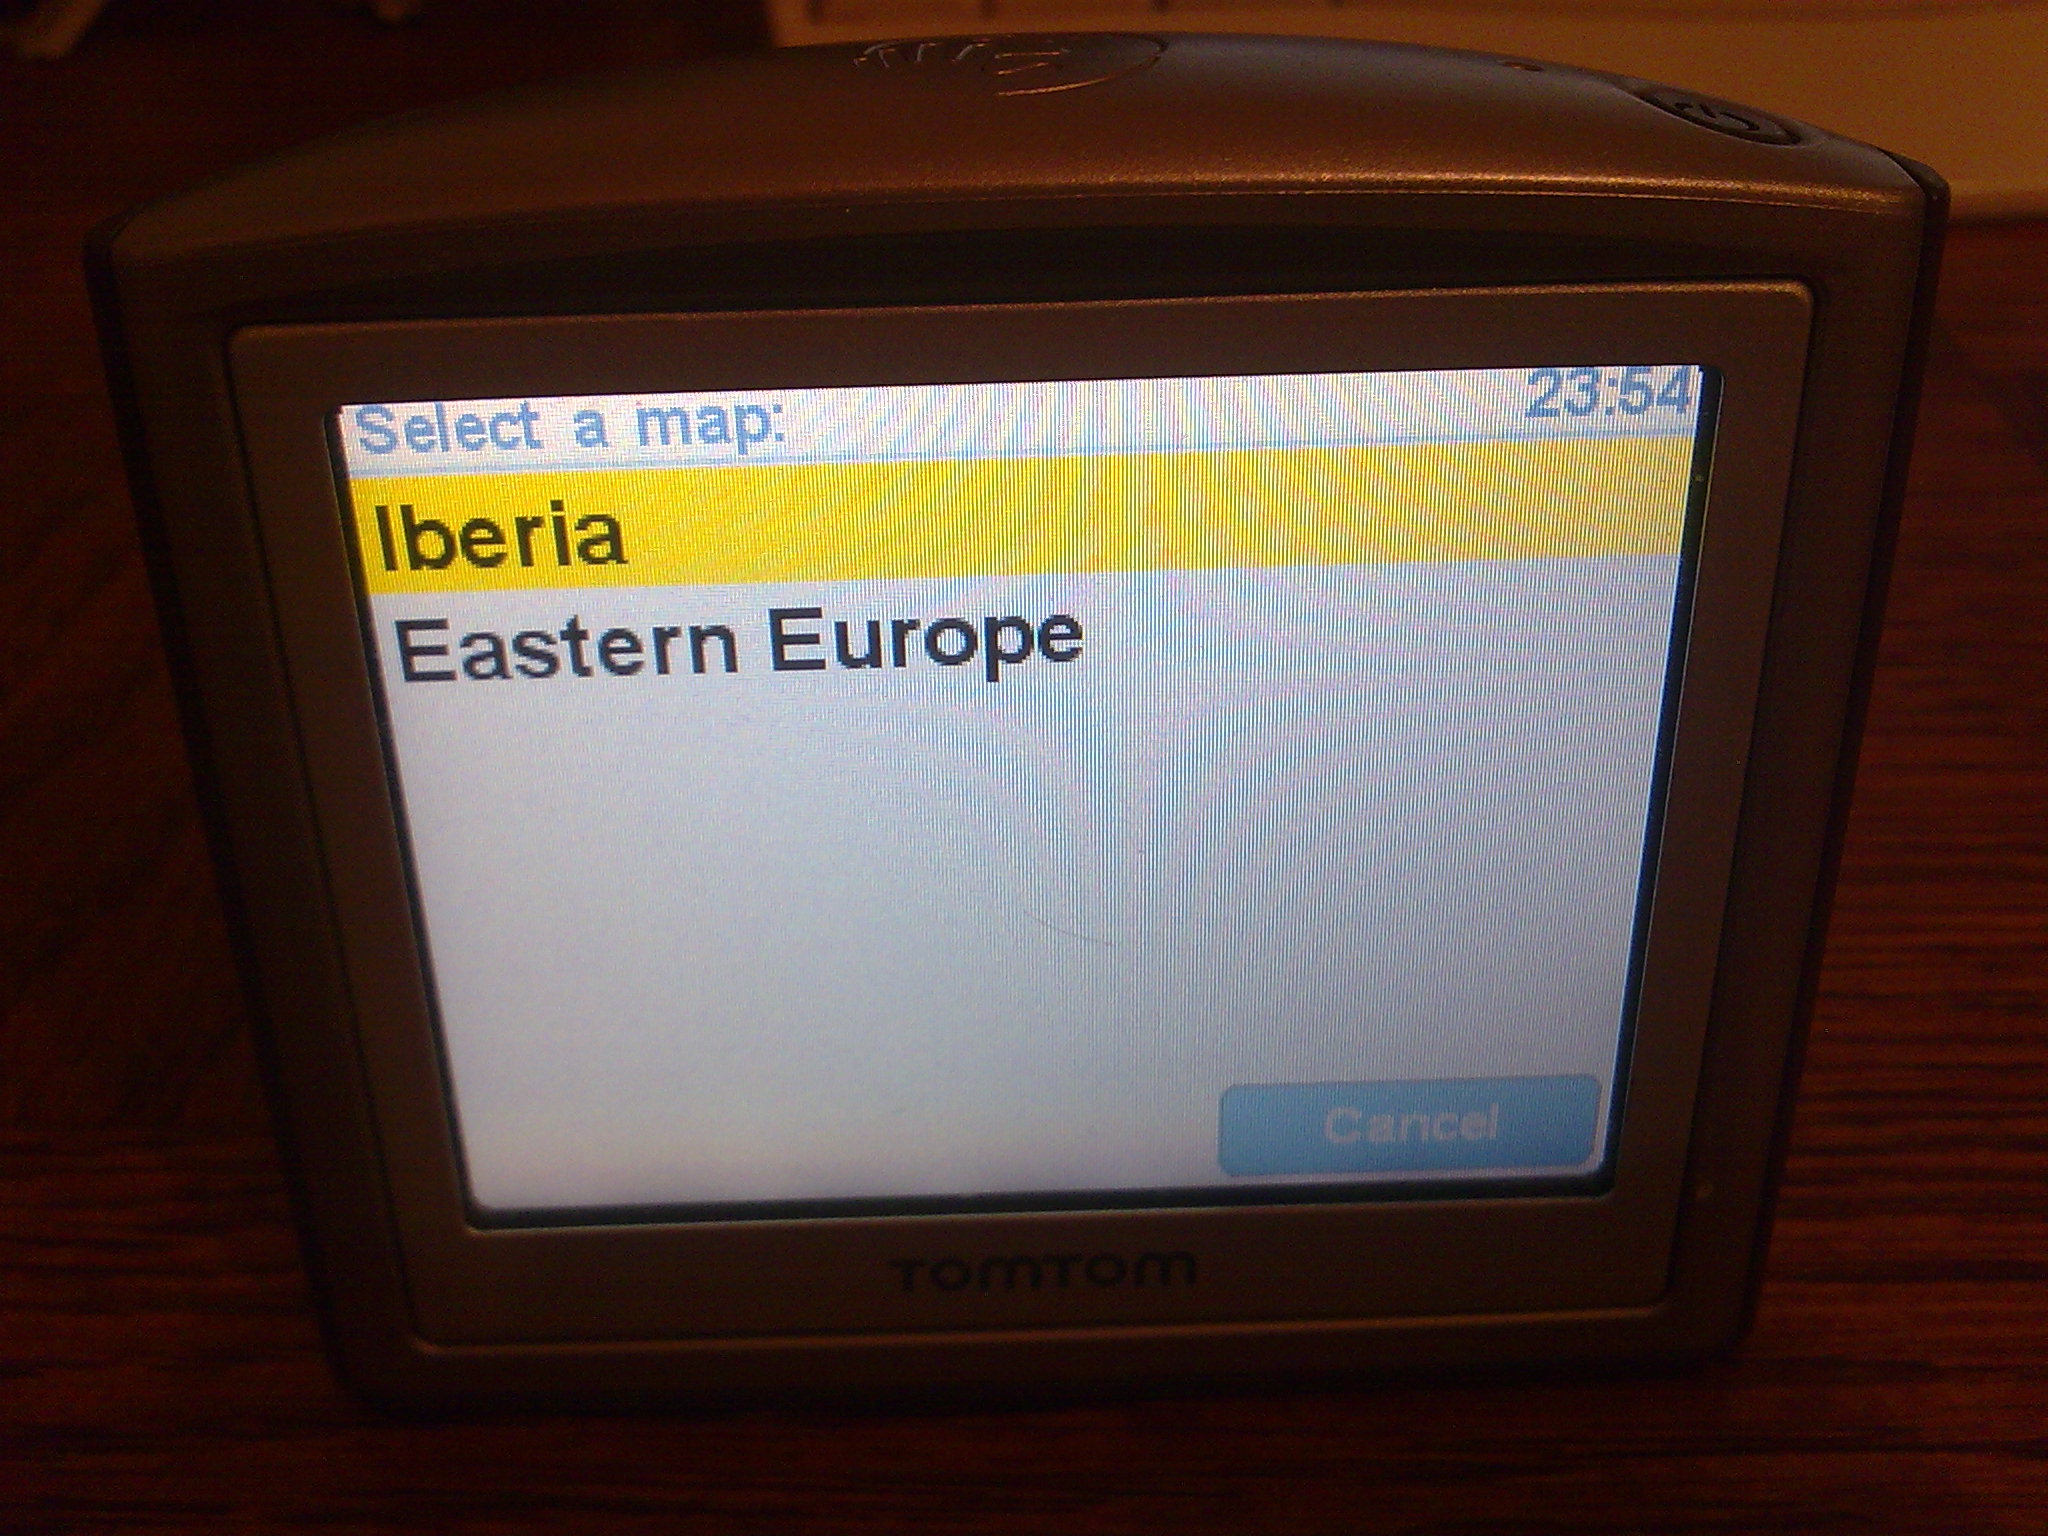 Select a map: 23:54
Iberia
Eastern Europe
Cancel
TOMTOM